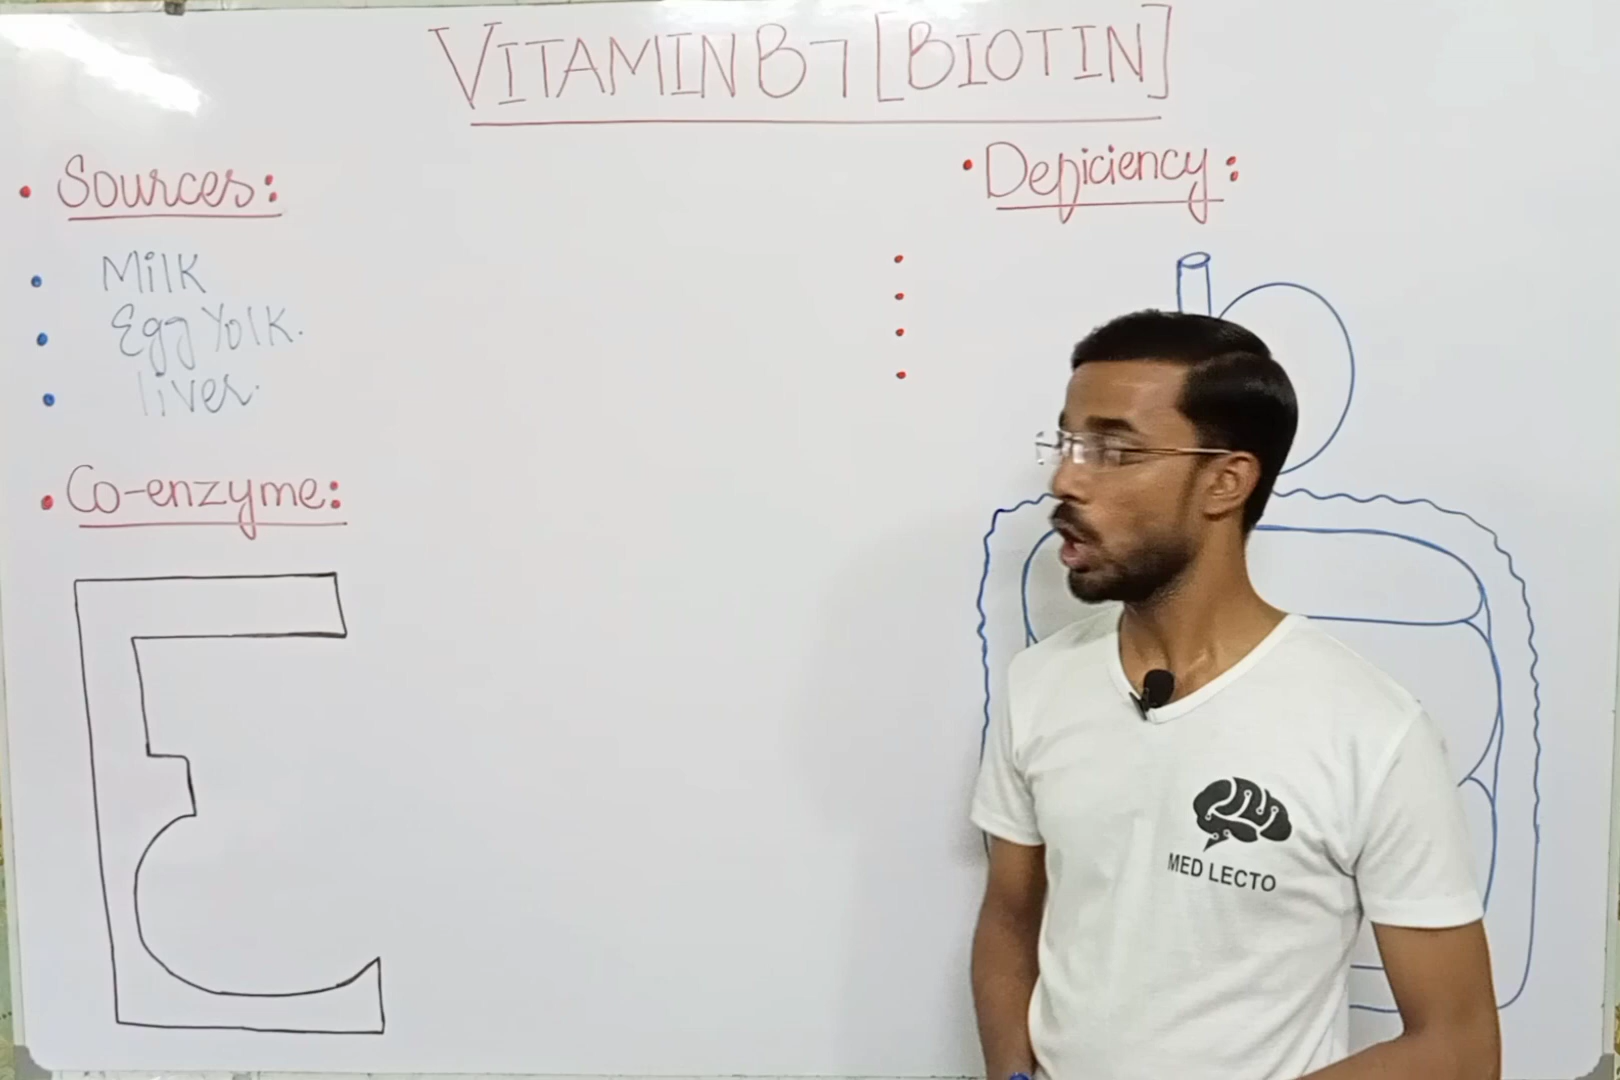 VITAMIN B7 [BIOTIN]
• Sources:
• Milk
• Egg Yolk.
• liver.
• Co-enzyme:
• Deficiency:
MED LECTO